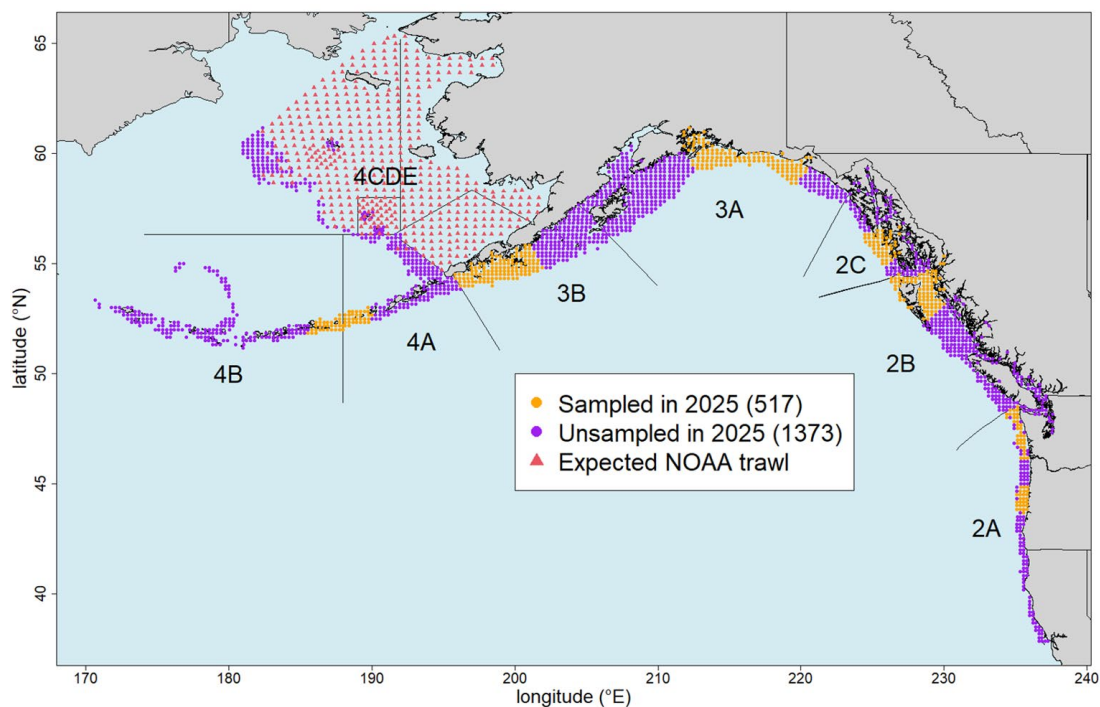 65
60
55
50
45
40
latitude (°N)
4CDE
3A
2C
3B
4A
2B
4B
2A
Sampled in 2025 (517)
Unsampled in 2025 (1373)
Expected NOAA trawl
170 180 190 200 210 220 230 240
longitude (°E)